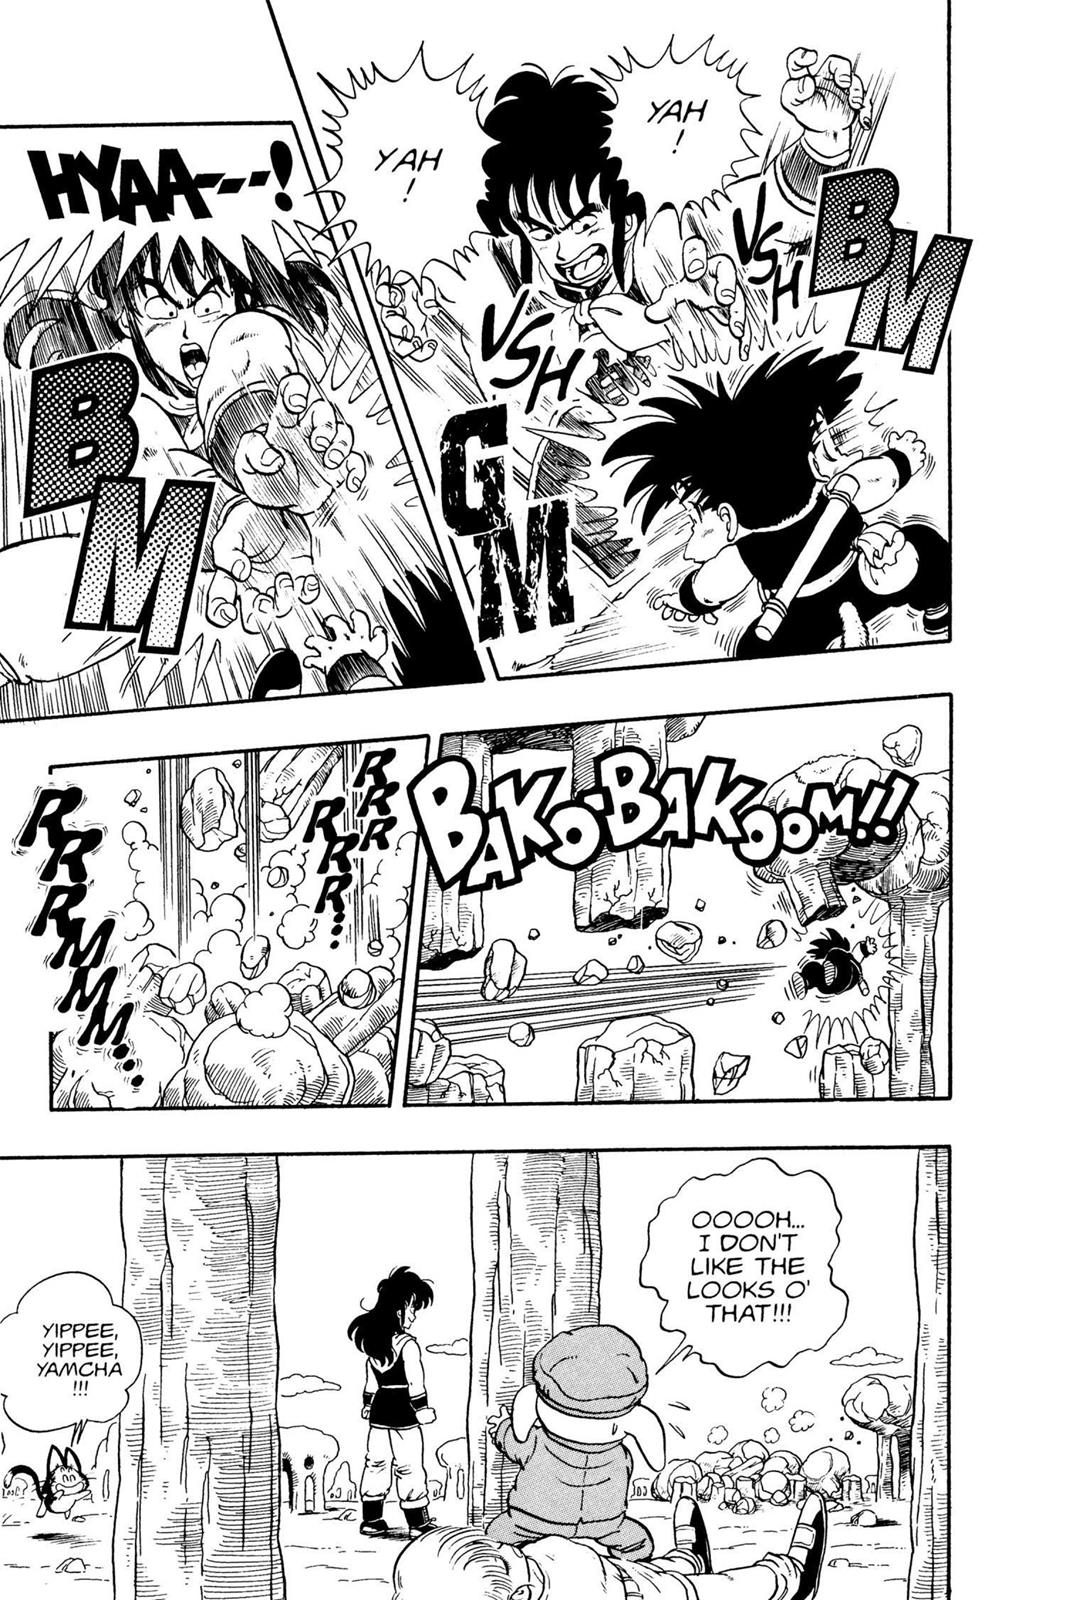 YAH
!
YAH
!
BM
VSH
VSH
GM
HYAA---!
BM
BAKO-BAKOOM!!
RRR
RRR...
RRRMMM...
OOOOH...
I DON'T
LIKE THE
LOOKS O'
THAT!!!
YIPPEE,
YIPPEE,
YAMCHA
!!!